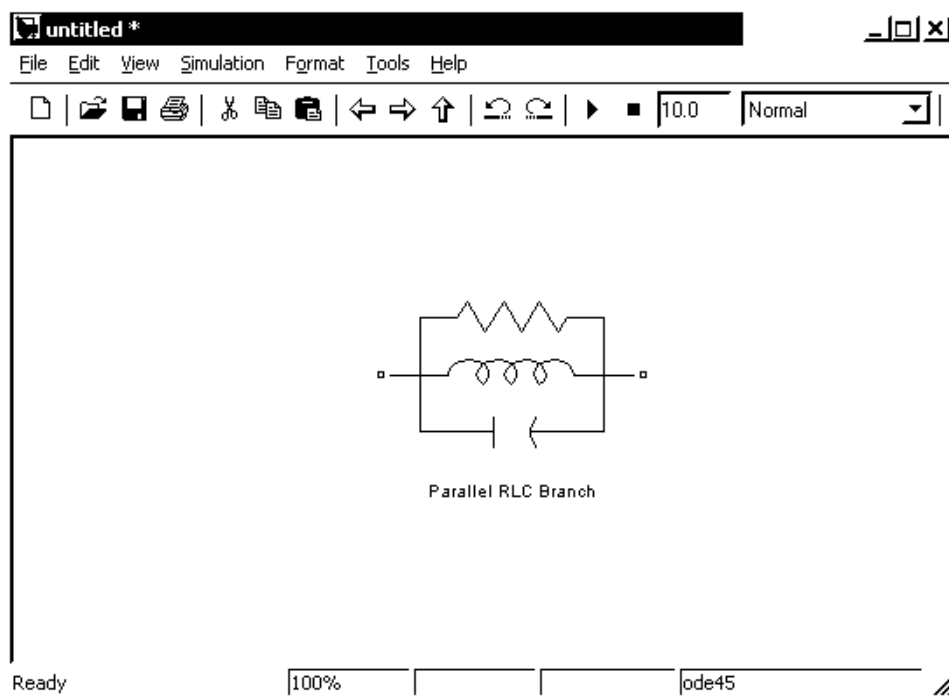 untitled *
File Edit View Simulation Format Tools Help
10.0 Normal
Parallel RLC Branch
Ready 100% ode45